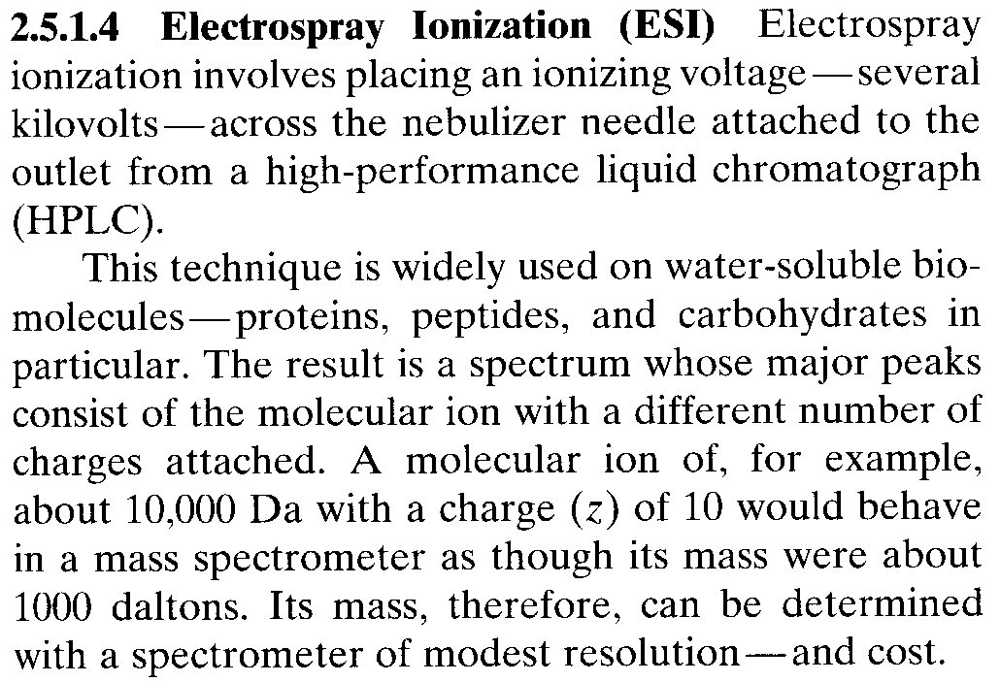 2.5.1.4 Electrospray Ionization (ESI) Electrospray
ionization involves placing an ionizing voltage—several
kilovolts—across the nebulizer needle attached to the
outlet from a high-performance liquid chromatograph
(HPLC).
This technique is widely used on water-soluble bio-
molecules—proteins, peptides, and carbohydrates in
particular. The result is a spectrum whose major peaks
consist of the molecular ion with a different number of
charges attached. A molecular ion of, for example,
about 10,000 Da with a charge (z) of 10 would behave
in a mass spectrometer as though its mass were about
1000 daltons. Its mass, therefore, can be determined
with a spectrometer of modest resolution—and cost.